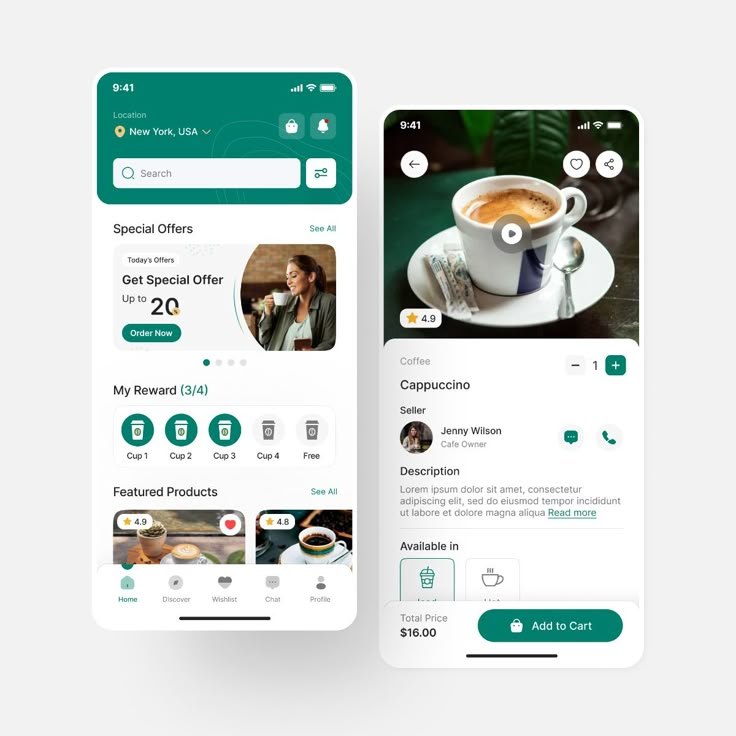 9:41
Location
New York, USA
Search
Special Offers
See All
Today's Offers
Get Special Offer
Up to 20
Order Now
My Reward (3/4)
Cup 1
Cup 2
Cup 3
Cup 4
Free
Featured Products
See All
4.9
4.8
Home
Discover
Wishlist
Chat
Profile
9:41
4.9
Coffee
1
Cappuccino
Seller
Jenny Wilson
Cafe Owner
Description
Lorem ipsum dolor sit amet, consectetur
adipiscing elit, sed do eiusmod tempor incididunt
ut labore et dolore magna aliqua Read more
Available in
Total Price
$16.00
Add to Cart